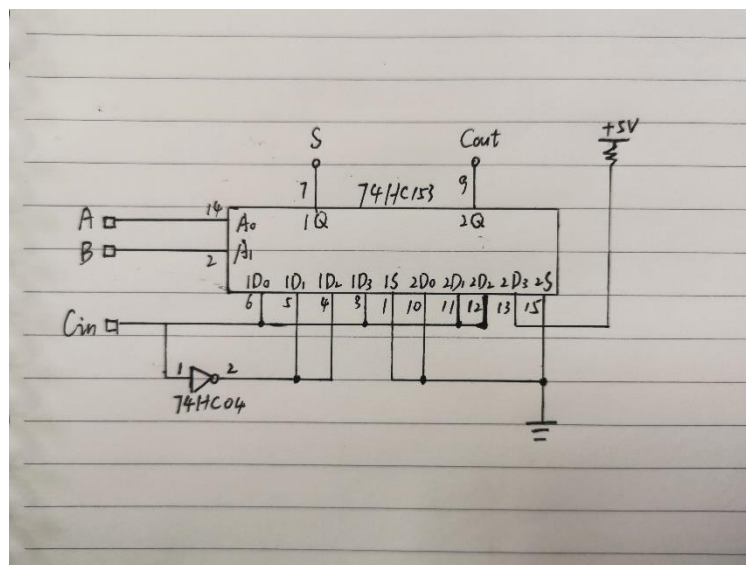 +5V
S Cout
7 74HC153 9
A 14 A₀ 1Q 2Q
B 2 A₁
1D₀ 1D₁ 1D₂ 1D₃ 1S 2D₀ 2D₁ 2D₂ 2D₃ 2S
6 5 4 3 1 10 11 12 13 15
Cin
1 2
74HC04